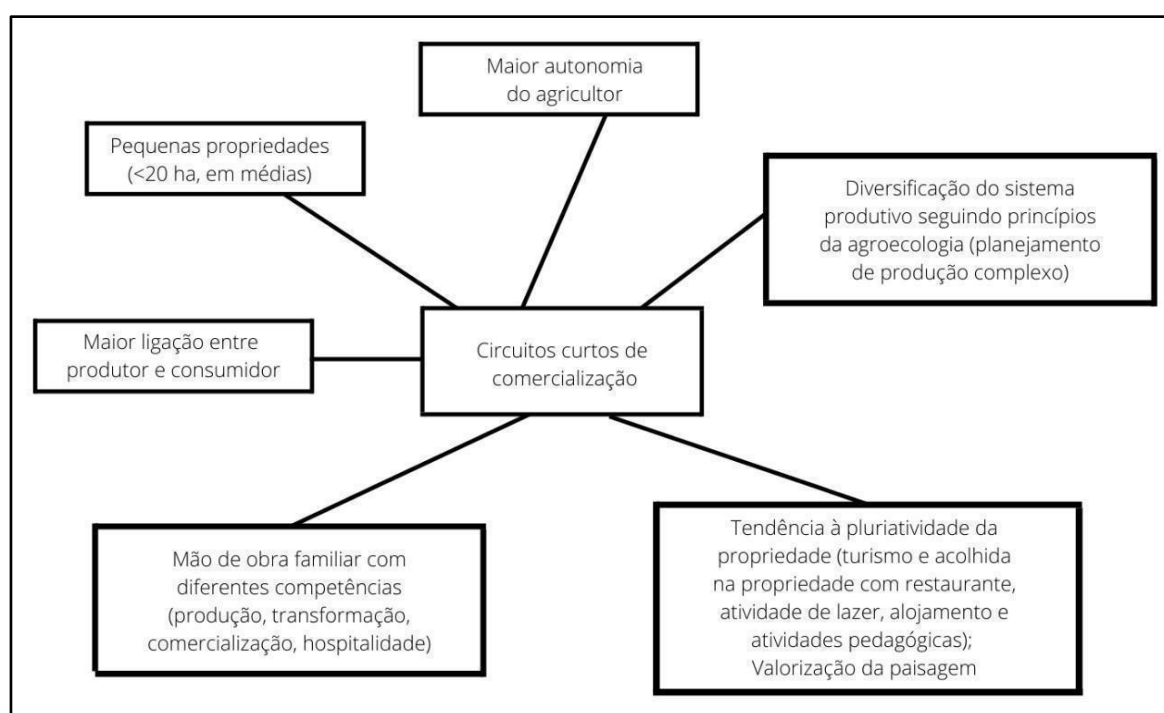 Maior autonomia
do agricultor
Pequenas propriedades
(<20 ha, em médias)
Diversificação do sistema
produtivo seguindo princípios
da agroecologia (planejamento
de produção complexo)
Maior ligação entre
produtor e consumidor
Circuitos curtos de
comercialização
Mão de obra familiar com
diferentes competências
(produção, transformação,
comercialização, hospitalidade)
Tendência à pluriatividade da
propriedade (turismo e acolhida
na propriedade com restaurante,
atividade de lazer, alojamento e
atividades pedagógicas);
Valorização da paisagem